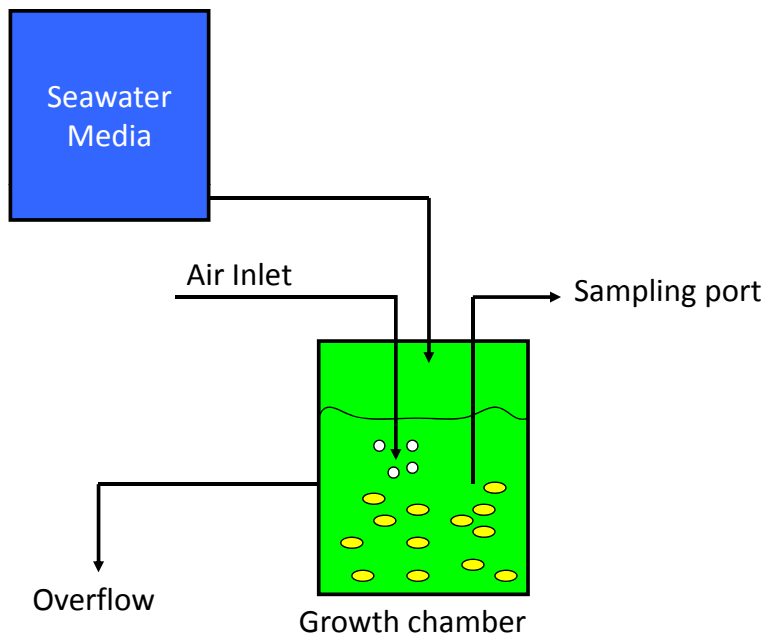 Seawater
Media
Air Inlet
Sampling port
Overflow
Growth chamber